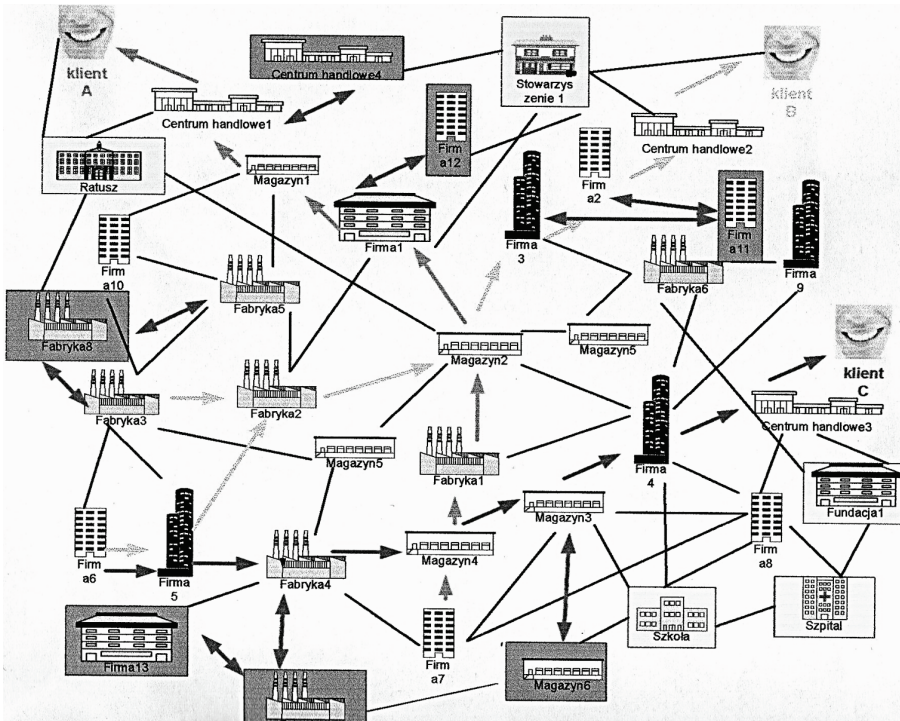 klient
A
Centrum handlowe4
Stowarzys
zenie 1
klient
B
Centrum handlowe1
Firm
a12
Centrum handlowe2
Ratusz
Magazyn1
Firm
a2
Firma1
Firma
3
Firm
a11
Firma
9
Firm
a10
Fabryka5
Fabryka6
Fabryka8
Magazyn2
Magazyn5
klient
C
Fabryka3
Fabryka2
Centrum handlowe3
Magazyn5
Fabryka1
Firma
4
Magazyn3
Fundacja1
Firm
a6
Firma
5
Fabryka4
Magazyn4
Firm
a8
Szkoła
Szpital
Firma13
Firm
a7
Magazyn6